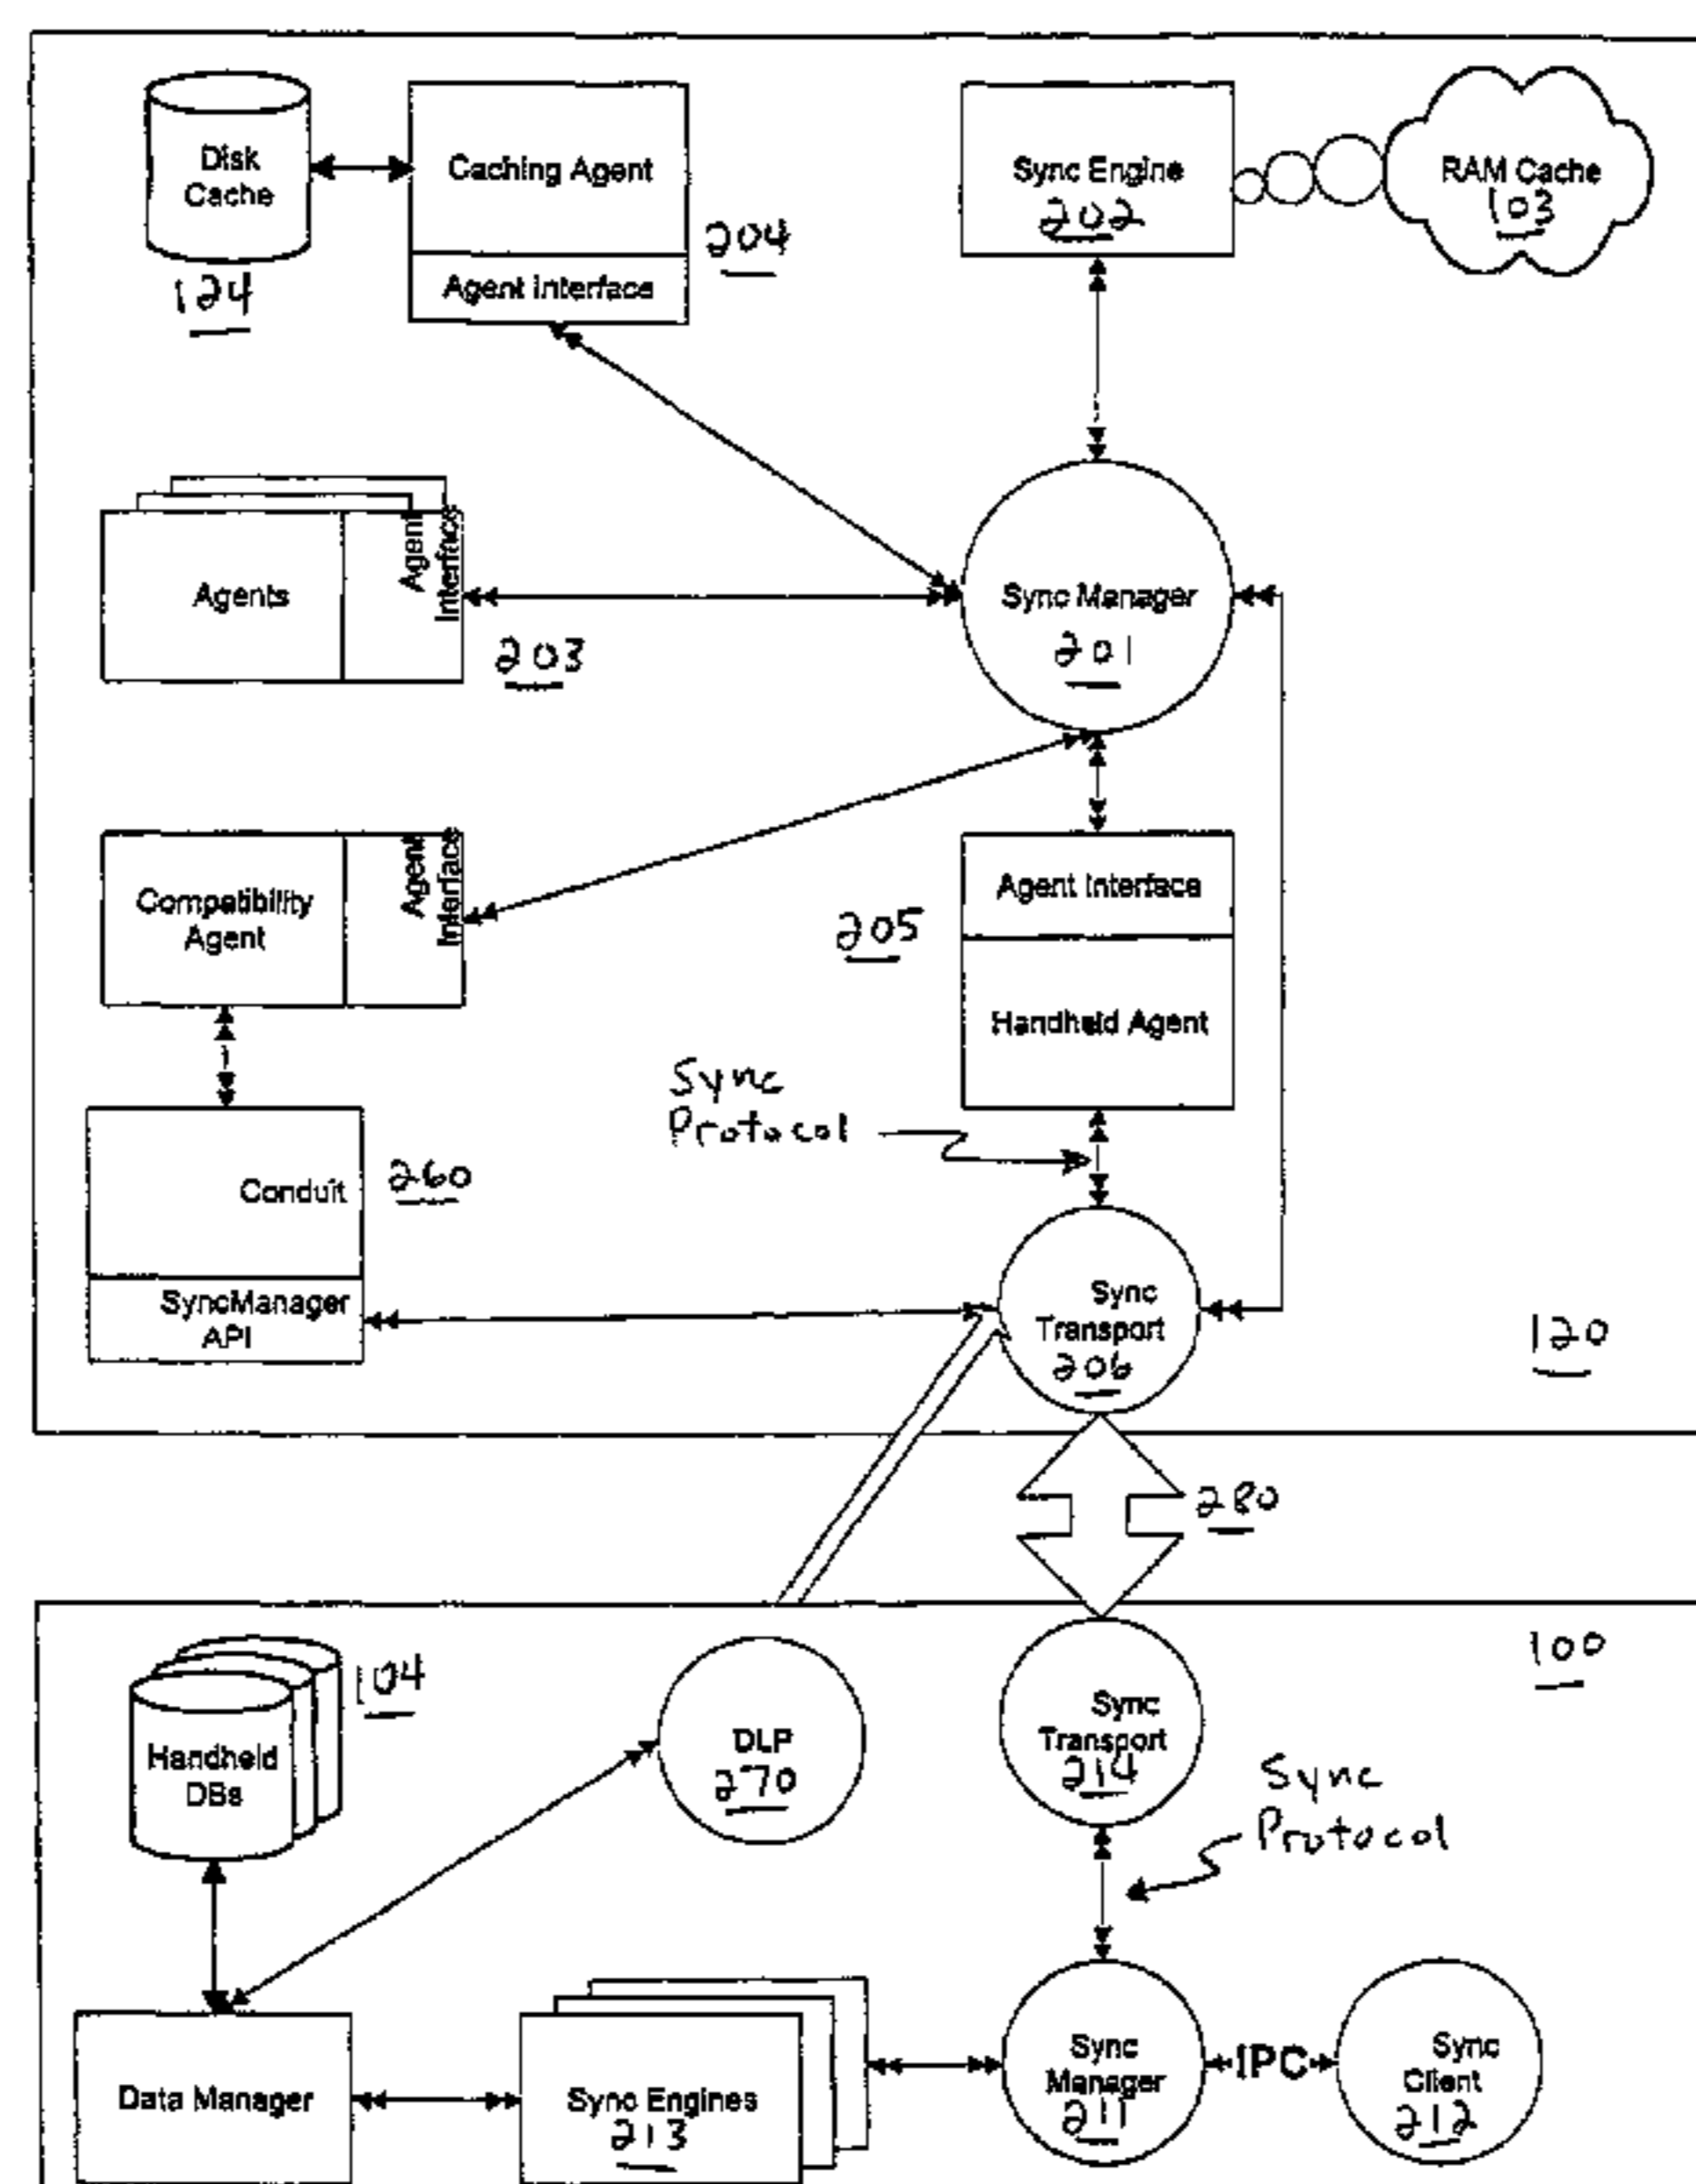 Disk
Cache
124
Caching Agent
Agent Interface
204
Sync Engine
202
RAM Cache
103
Agents
Agent
Interface
203
Sync Manager
201
Compatibility
Agent
Agent
Interface
Agent Interface
205
Handheld Agent
Sync
Protocol
Conduit
260
SyncManager
API
Sync
Transport
206
120
280
100
Handheld
DBs
104
DLP
270
Sync
Transport
214
Sync
Protocol
Data Manager
Sync Engines
213
Sync
Manager
211
IPC
Sync
Client
212